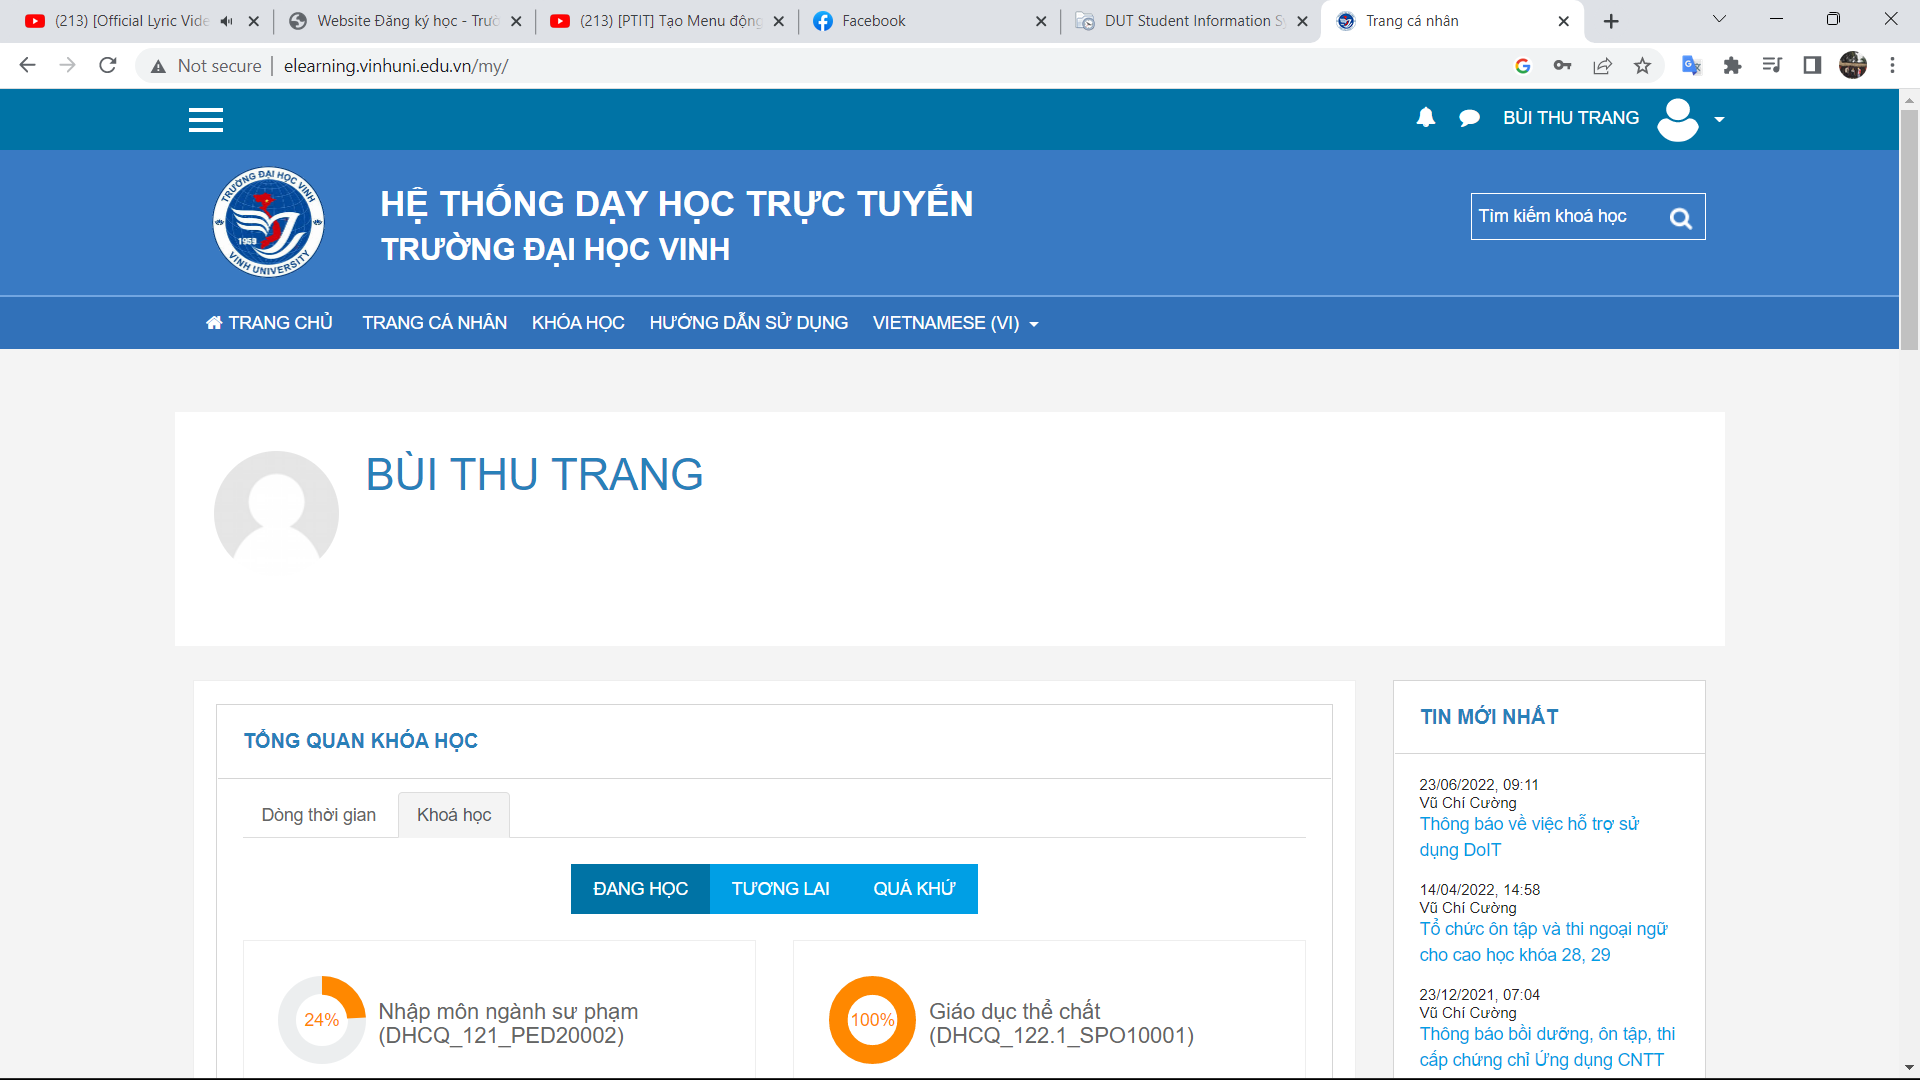 (213) [Official Lyric Vide
Website Đăng ký học - Trườ
(213) [PTIT] Tạo Menu động
Facebook
DUT Student Information Sy
Trang cá nhân
Not secure
elearning.vinhuni.edu.vn/my/
BÙI THU TRANG
TRƯỜNG ĐẠI HỌC VINH
1959
VINH UNIVERSITY
HỆ THỐNG DẠY HỌC TRỰC TUYẾN
TRƯỜNG ĐẠI HỌC VINH
Tìm kiếm khoá học
TRANG CHỦ
TRANG CÁ NHÂN
KHÓA HỌC
HƯỚNG DẪN SỬ DỤNG
VIETNAMESE (VI)
BÙI THU TRANG
TỔNG QUAN KHÓA HỌC
Dòng thời gian
Khoá học
ĐANG HỌC
TƯƠNG LAI
QUÁ KHỨ
24%
Nhập môn ngành sư phạm
(DHCQ_121_PED20002)
100%
Giáo dục thể chất
(DHCQ_122.1_SPO10001)
TIN MỚI NHẤT
23/06/2022, 09:11
Vũ Chí Cường
Thông báo về việc hỗ trợ sử
dụng DoIT
14/04/2022, 14:58
Vũ Chí Cường
Tổ chức ôn tập và thi ngoại ngữ
cho cao học khóa 28, 29
23/12/2021, 07:04
Vũ Chí Cường
Thông báo bồi dưỡng, ôn tập, thi
cấp chứng chỉ Ứng dụng CNTT